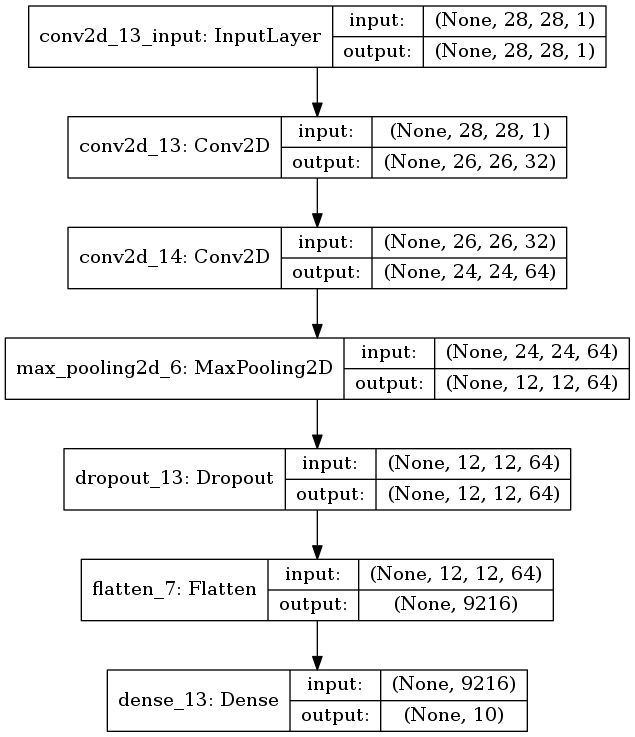 conv2d_13_input: InputLayer
input:
(None, 28, 28, 1)
output:
(None, 28, 28, 1)
conv2d_13: Conv2D
input:
(None, 28, 28, 1)
output:
(None, 26, 26, 32)
conv2d_14: Conv2D
input:
(None, 26, 26, 32)
output:
(None, 24, 24, 64)
max_pooling2d_6: MaxPooling2D
input:
(None, 24, 24, 64)
output:
(None, 12, 12, 64)
dropout_13: Dropout
input:
(None, 12, 12, 64)
output:
(None, 12, 12, 64)
flatten_7: Flatten
input:
(None, 12, 12, 64)
output:
(None, 9216)
dense_13: Dense
input:
(None, 9216)
output:
(None, 10)